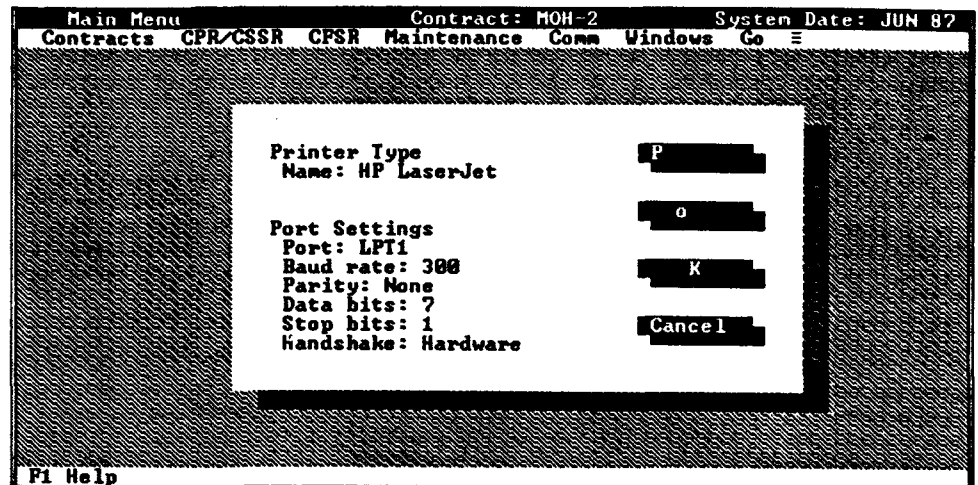 Main Menu Contract: MOH-2 System Date: JUN 87
Contracts CPR/CSSR CPSR Maintenance Comm Windows Go ≡
Printer Type
Name: HP LaserJet
Port Settings
Port: LPT1
Baud rate: 300
Parity: None
Data bits: 7
Stop bits: 1
Handshake: Hardware
P
o
K
Cancel
F1 Help